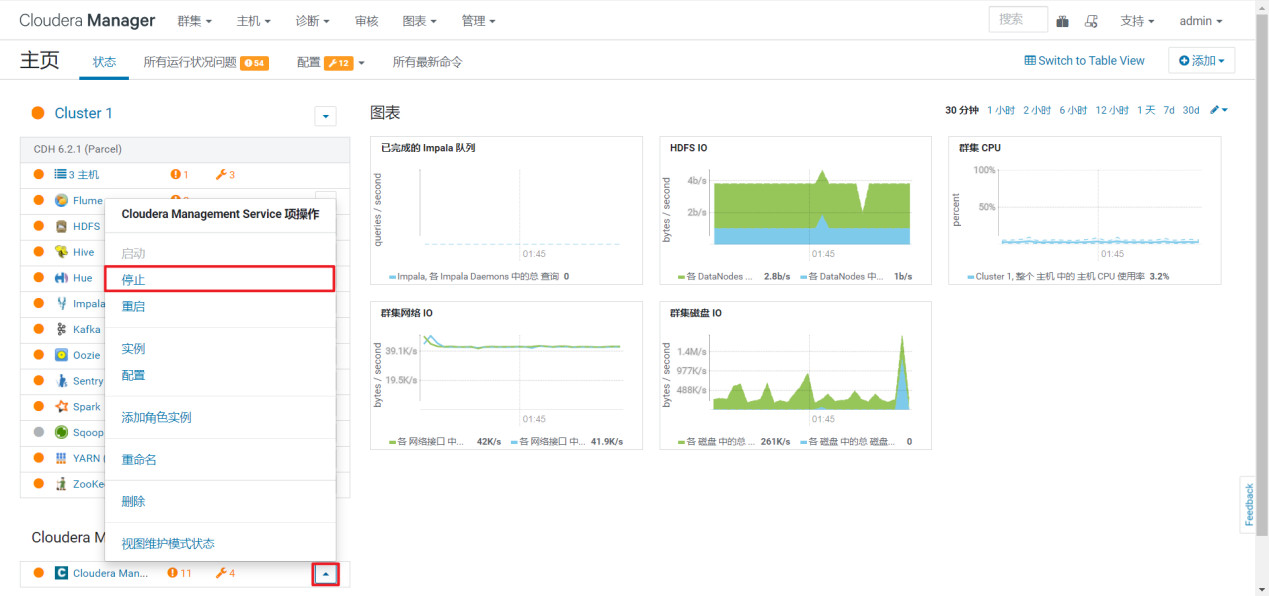 Cloudera Manager 群集 主机 诊断 审核 图表 管理 搜索 支持 admin
主页 状态 所有运行状况问题 54 配置 12 所有最新命令 Switch to Table View 添加
Cluster 1
图表
30 分钟 1 小时 2 小时 6 小时 12 小时 1 天 7d 30d
CDH 6.2.1 (Parcel)
3 主机 1 3
Flume
HDFS
Hive
Hue
Impala
Kafka
Oozie
Sentry
Spark
Sqoop
YARN (
ZooKe
Cloudera M
Cloudera Man... 11 4
Cloudera Management Service 项操作
启动
停止
重启
实例
配置
添加角色实例
重命名
删除
视图维护模式状态
已完成的 Impala 队列
queries / second
01:45
Impala, 各 Impala Daemons 中的总 查询 0
HDFS IO
bytes / second
4b/s
2b/s
01:45
各 DataNodes ... 2.8b/s 各 DataNodes 中... 1b/s
群集 CPU
percent
100%
50%
01:45
Cluster 1, 整个 主机 中的 主机 CPU 使用率 3.2%
群集网络 IO
bytes / second
39.1K/s
19.5K/s
01:45
各 网络接口 中... 42K/s 各 网络接口 中... 41.9K/s
群集磁盘 IO
bytes / second
1.4M/s
977K/s
488K/s
01:45
各 磁盘 中的总 ... 261K/s 各 磁盘 中的总 磁盘... 0
Feedback